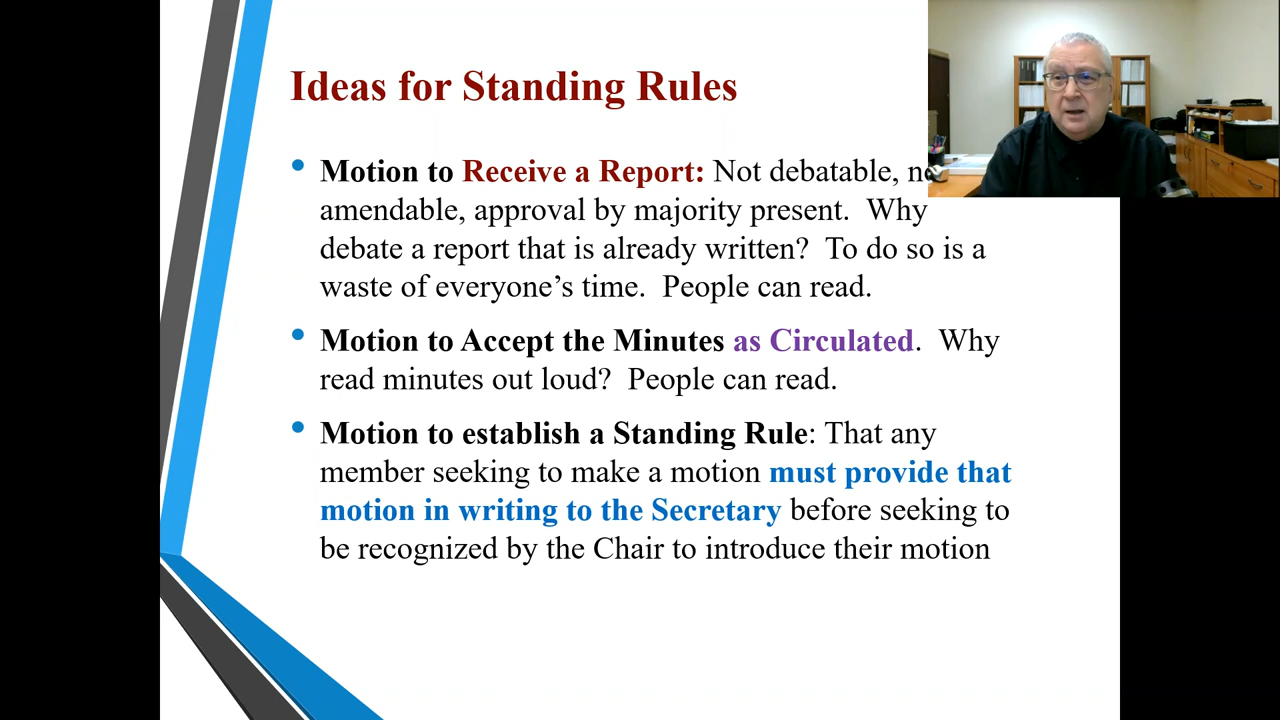 Ideas for Standing Rules
• Motion to Receive a Report: Not debatable,
amendable, approval by majority present. Why
debate a report that is already written? To do so is a
waste of everyone’s time. People can read.
• Motion to Accept the Minutes as Circulated. Why
read minutes out loud? People can read.
• Motion to establish a Standing Rule: That any
member seeking to make a motion must provide that
motion in writing to the Secretary before seeking to
be recognized by the Chair to introduce their motion